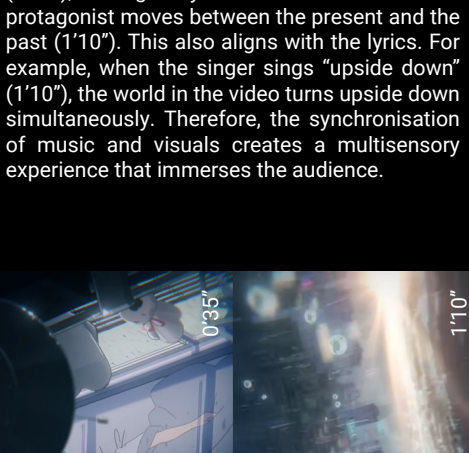 protagonist moves between the present and the
past (1’10”). This also aligns with the lyrics. For
example, when the singer sings “upside down”
(1’10”), the world in the video turns upside down
simultaneously. Therefore, the synchronisation
of music and visuals creates a multisensory
experience that immerses the audience.
0’35”
1’10”